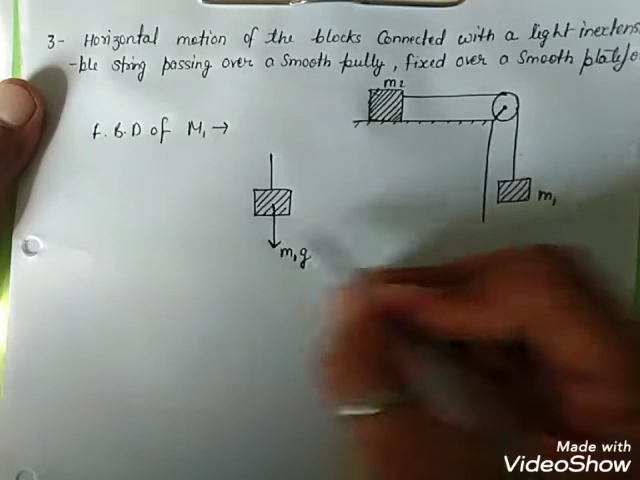 3- Horizontal motion of the blocks Connected with a light inextens
-ble string passing over a smooth pully, fixed over a smooth platfo
m2
F. B. D of M1 →
m1
m1g
Made with
VideoShow